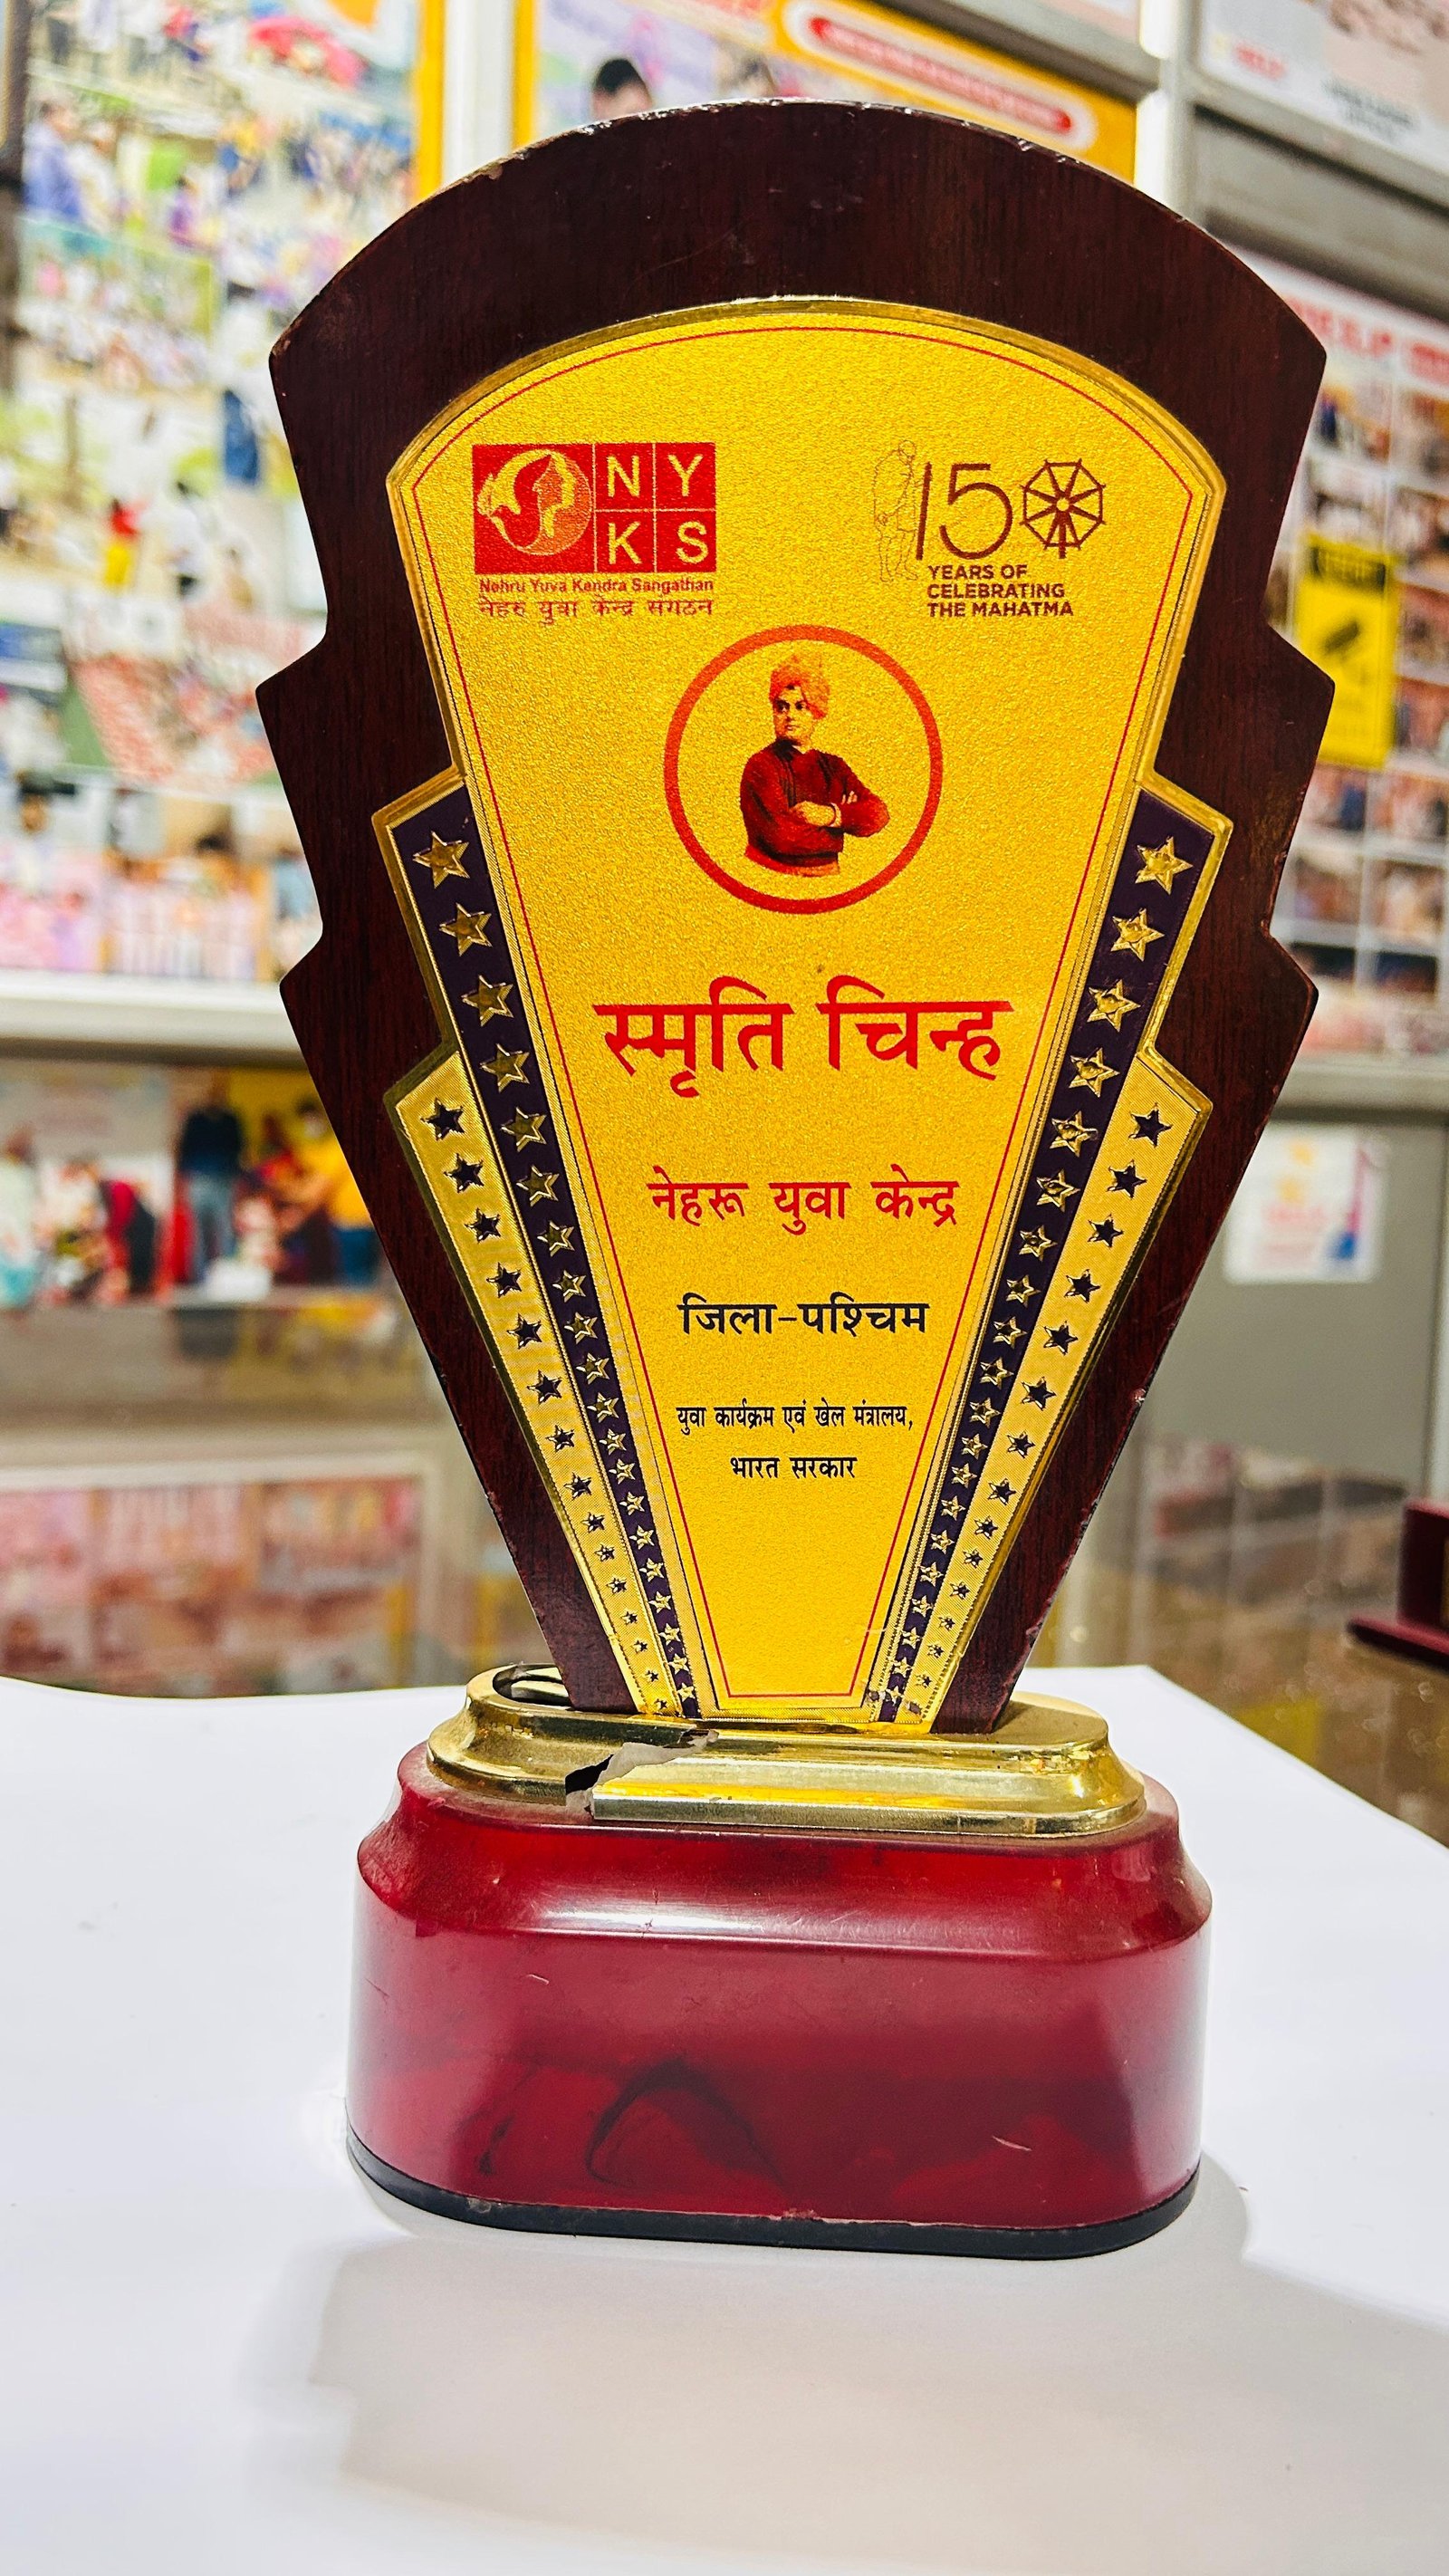 NY
KS
Nehru Yuva Kendra Sangathan
नेहरु युवा केन्द्र संगठन
150
YEARS OF
CELEBRATING
THE MAHATMA
स्मृति चिन्ह
नेहरू युवा केन्द्र
जिला-पश्चिम
युवा कार्यक्रम एवं खेल मंत्रालय,
भारत सरकार